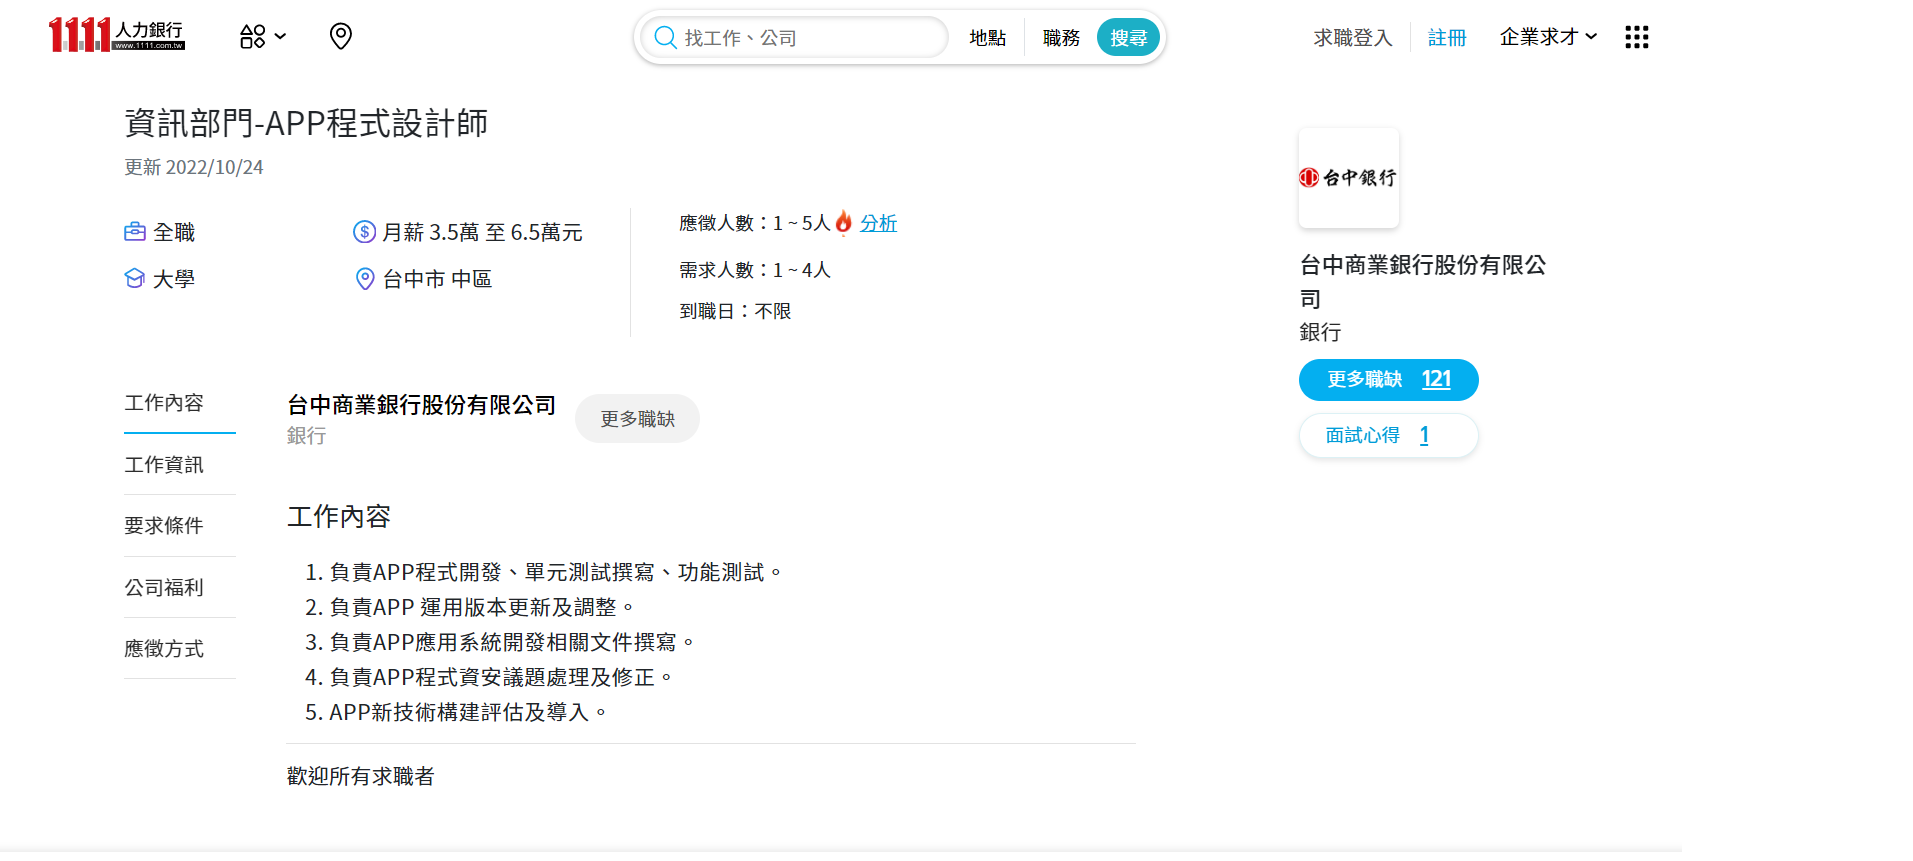 1111 人力銀行
www.1111.com.tw
找工作、公司
地點
職務
搜尋
求職登入
註冊
企業求才
資訊部門-APP程式設計師
更新 2022/10/24
全職
月薪 3.5萬 至 6.5萬元
大學
台中市 中區
應徵人數：1 ~ 5人 分析
需求人數：1 ~ 4人
到職日：不限
台中銀行
台中商業銀行股份有限公
司
銀行
更多職缺 121
面試心得 1
工作內容
工作資訊
要求條件
公司福利
應徵方式
台中商業銀行股份有限公司
銀行
更多職缺
工作內容
1. 負責APP程式開發、單元測試撰寫、功能測試。
2. 負責APP 運用版本更新及調整。
3. 負責APP應用系統開發相關文件撰寫。
4. 負責APP程式資安議題處理及修正。
5. APP新技術構建評估及導入。
歡迎所有求職者